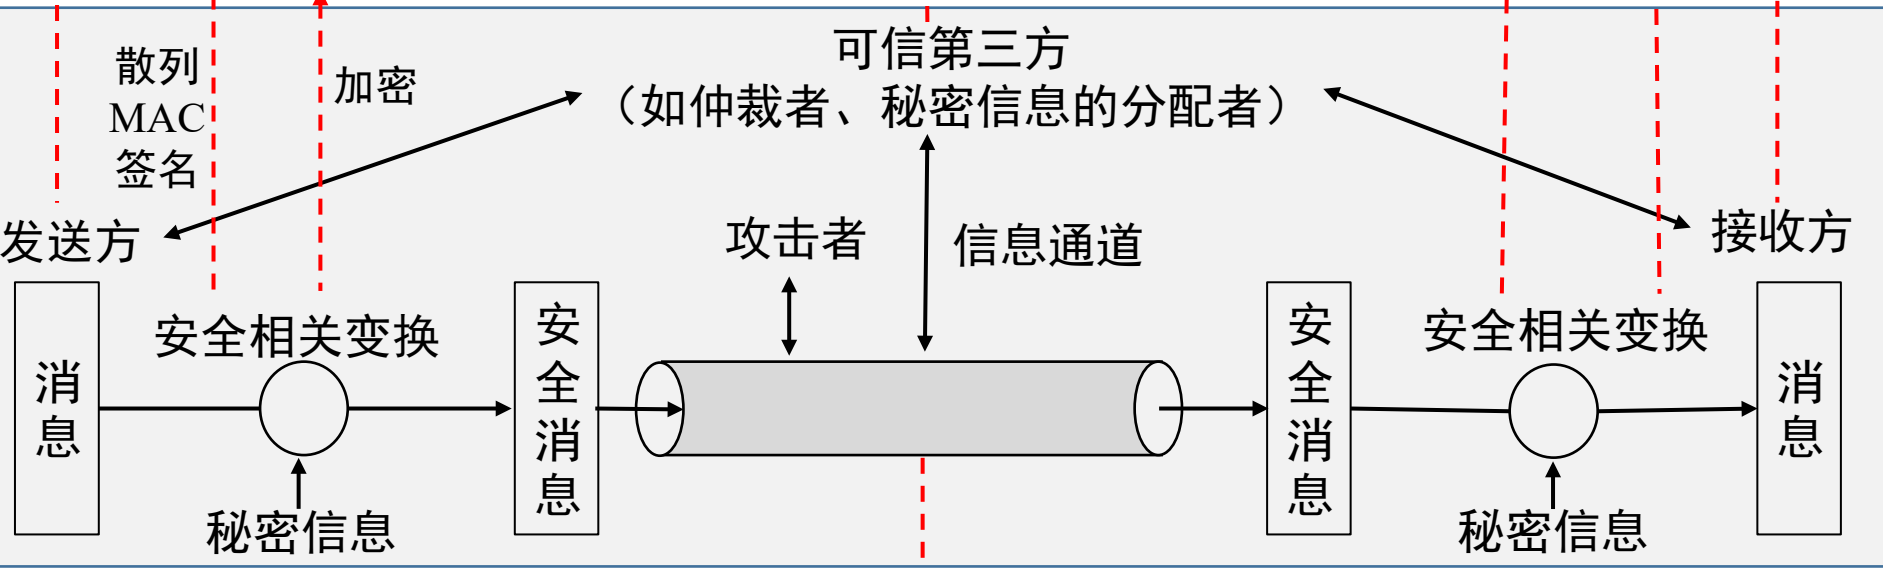 散列
MAC
签名
加密
可信第三方
（如仲裁者、秘密信息的分配者）
发送方
攻击者
信息通道
接收方
消息
安全相关变换
秘密信息
安全消息
安全消息
安全相关变换
秘密信息
消息